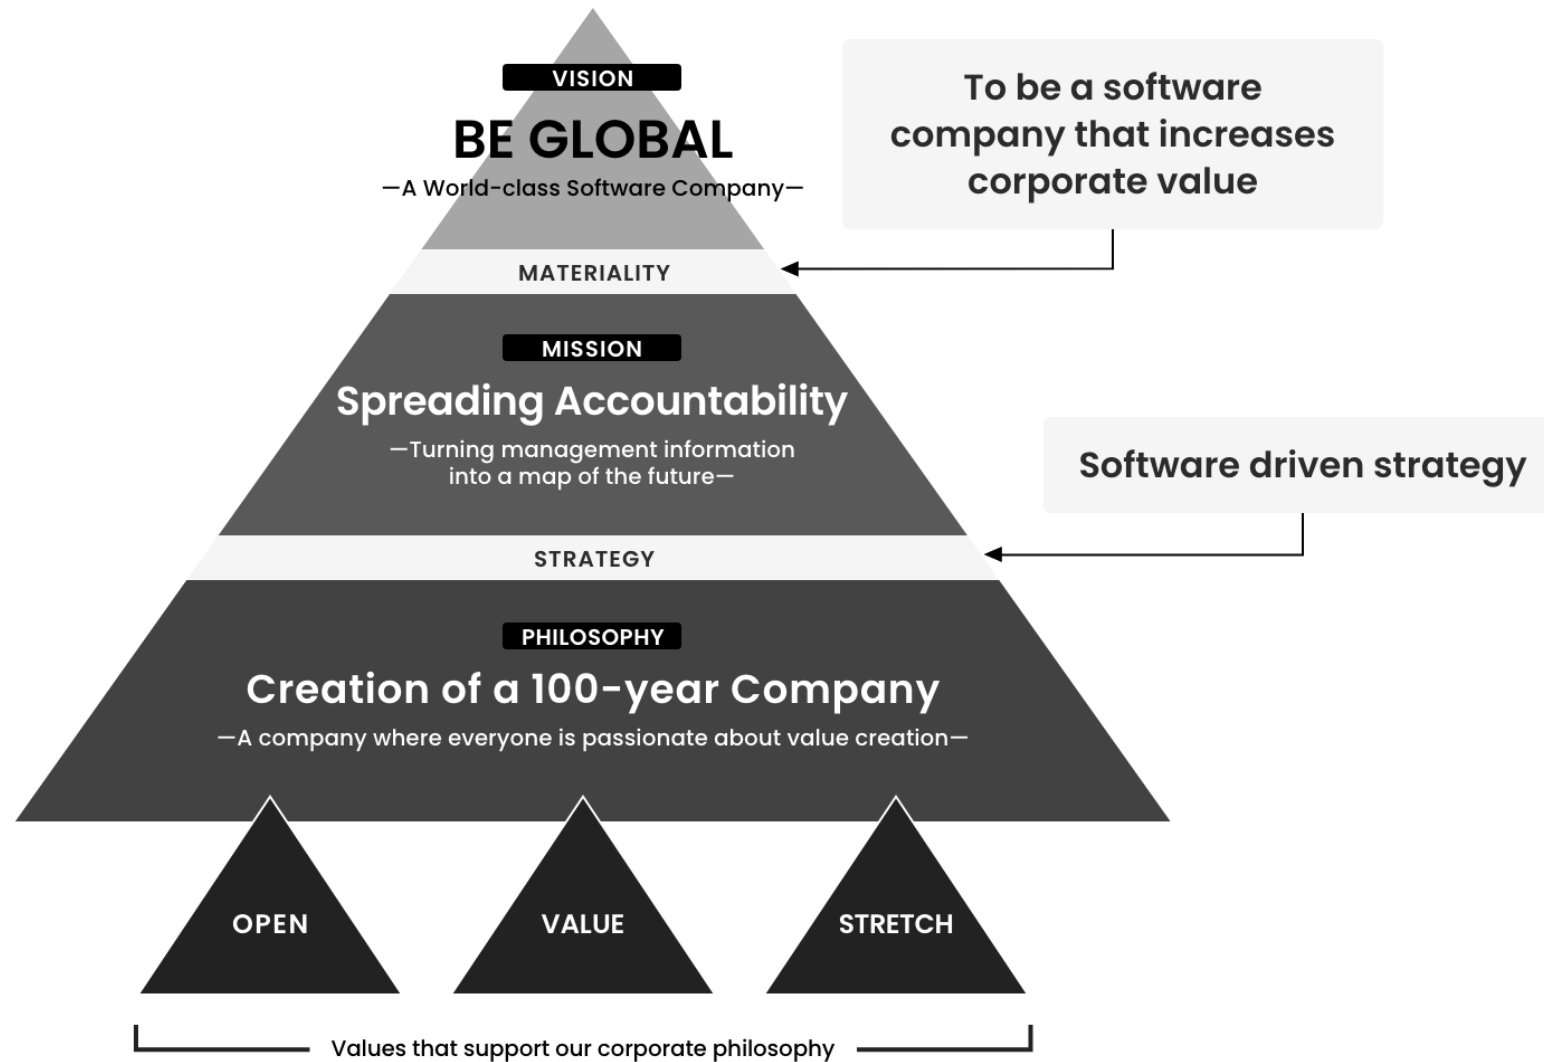 VISION
BE GLOBAL
—A World-class Software Company—
To be a software
company that increases
corporate value
MATERIALITY
MISSION
Spreading Accountability
—Turning management information
into a map of the future—
Software driven strategy
STRATEGY
PHILOSOPHY
Creation of a 100-year Company
—A company where everyone is passionate about value creation—
OPEN
VALUE
STRETCH
Values that support our corporate philosophy